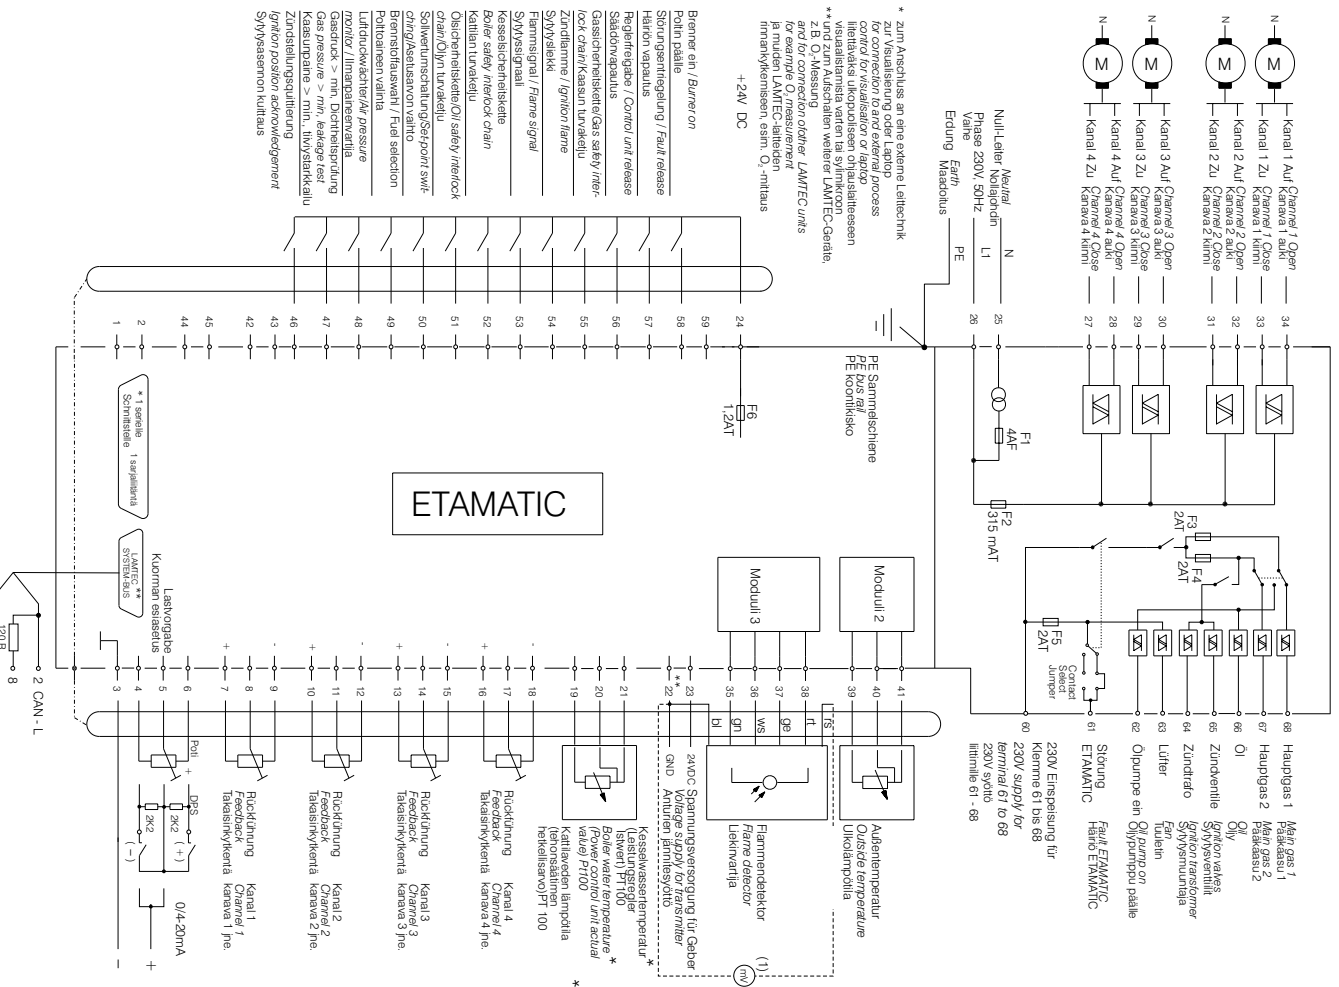 Brenner ein / Burner on
Poltin päälle
Störungsentriegelung / Fault release
Häiriön vapautus
Reglerfreigabe / Control unit release
Säädönvapautus
Gassicherheitskette/Gas safety inter-
lock chain/Kaasun turvaketju
Zündflamme / Ignition flame
Sytytysliekki
Flammsignal / Flame signal
Sytytyssignaali
Kesselsicherheitskette
Boiler safety interlock chain
Kattilan turvaketju
Ölsicherheitskette/Oil safety interlock
chain/Öljyn turvaketju
Sollwertumschaltung/Set-point swit-
ching/Asetusarvon vaihto
Brennstoffauswahl / Fuel selection
Polttoaineen valinta
Luftdruckwächter/Air pressure
monitor / Ilmanpaineenvartija
Gasdruck > min. Dichtheitsprüfung
Gas pressure > min, leakage test
Kaasunpaine > min., tiiviystarkkailu
Zündstellungsquittierung
Ignition position acknowledgement
Sytytysasennon kuittaus
+24V DC
* zum Anschluss an eine externe Leittechnik
zur Visualisierung oder Laptop
for connection to and external process
control for visualisation or laptop
liitettäväksi ulkopuoliseen ohjauslaitteeseen
visuaalistamista varten tai sylimikroon
** und zum Aufschalten weiterer LAMTEC-Geräte,
z.B. O₂-Messung
and for connection of other LAMTEC units
for example O₂ measurement
ja muiden LAMTEC-laitteiden
rinnankytkemiseen, esim. O₂-mittaus
Null-Leiter Neutral
Nollajohdin
N
Phase 230V, 50Hz
Vaihe
L1
Erdung Earth
Maadoitus
PE
N
M
N
M
N
M
N
M
Kanal 1 Auf Channel 1 Open
Kanava 1 auki
Kanal 1 Zu Channel 1 Close
Kanava 1 kiinni
Kanal 2 Auf Channel 2 Open
Kanava 2 auki
Kanal 2 Zu Channel 2 Close
Kanava 2 kiinni
Kanal 3 Auf Channel 3 Open
Kanava 3 auki
Kanal 3 Zu Channel 3 Close
Kanava 3 kiinni
Kanal 4 Auf Channel 4 Open
Kanava 4 auki
Kanal 4 Zu Channel 4 Close
Kanava 4 kiinni
1 2 44 45 42 43 46 47 48 49 50 51 52 53 54 55 56 57 58 59 24 26 25 27 28 29 30 31 32 33 34
PE Sammelschiene
PE bus rail
PE koontikisko
F6
1,2AT
F1
4AF
F2
315 mAT
F3
2AT
F4
2AT
F5
2AT
Contact
Select
Jumper
ETAMATIC
* 1 serielle
Schnittstelle 1 sarjaliitäntä
LAMTEC **
SYSTEM-BUS
Lastvorgabe
Kuorman esiasetus
Moduuli 3
Moduuli 2
+ - + - + - + -
3 4 5 6 7 8 9 10 11 12 13 14 15 16 17 18 19 20 21 22 23 35 36 37 38 39 40 41 60 61 62 63 64 65 66 67 68
**
bl gn ws ge rt rs
120 R
2 CAN - L
8
Poti
DPS
+
2K2
2K2
( + )
( – )
0/4-20mA
+
–
Rückführung Kanal 1
Feedback Channel 1
Takaisinkytkentä kanava 1 jne.
Rückführung Kanal 2
Feedback Channel 2
Takaisinkytkentä kanava 2 jne.
Rückführung Kanal 3
Feedback Channel 3
Takaisinkytkentä kanava 3 jne.
Rückführung Kanal 4
Feedback Channel 4
Takaisinkytkentä kanava 4 jne.
Kesselwassertemperatur *
(Leistungsregler
Istwert) PT100
Boiler water temperature *
(Power control unit actual
value) Pt100
Kattilaveden lämpötila
(tehonsäätimen
hetkellisarvo)PT 100
*
24VDC Spannungsversorgung für Geber
Voltage supply for transmitter
GND Anturien jännitesyöttö
Flammendetektor
Flame detector
Liekinvartija
(1)
mV
Außentemperatur
Outside temperature
Ulkolämpötila
230V Einspeisung für
Klemme 61 bis 68
230V supply for
terminal 61 to 68
230V syöttö
liittimille 61 - 68
Störung Fault ETAMATIC
ETAMATIC Häiriö ETAMATIC
Ölpumpe ein Oil pump on
Öljypumppu päälle
Lüfter Fan
Tuuletin
Zündtrafo Ignition transformer
Sytytysmuuntaja
Zündventile Ignition valves
Sytytysventtiilit
Öl Oil
Öljy
Hauptgas 2 Main gas 2
Pääkaasu 2
Hauptgas 1 Main gas 1
Pääkaasu 1